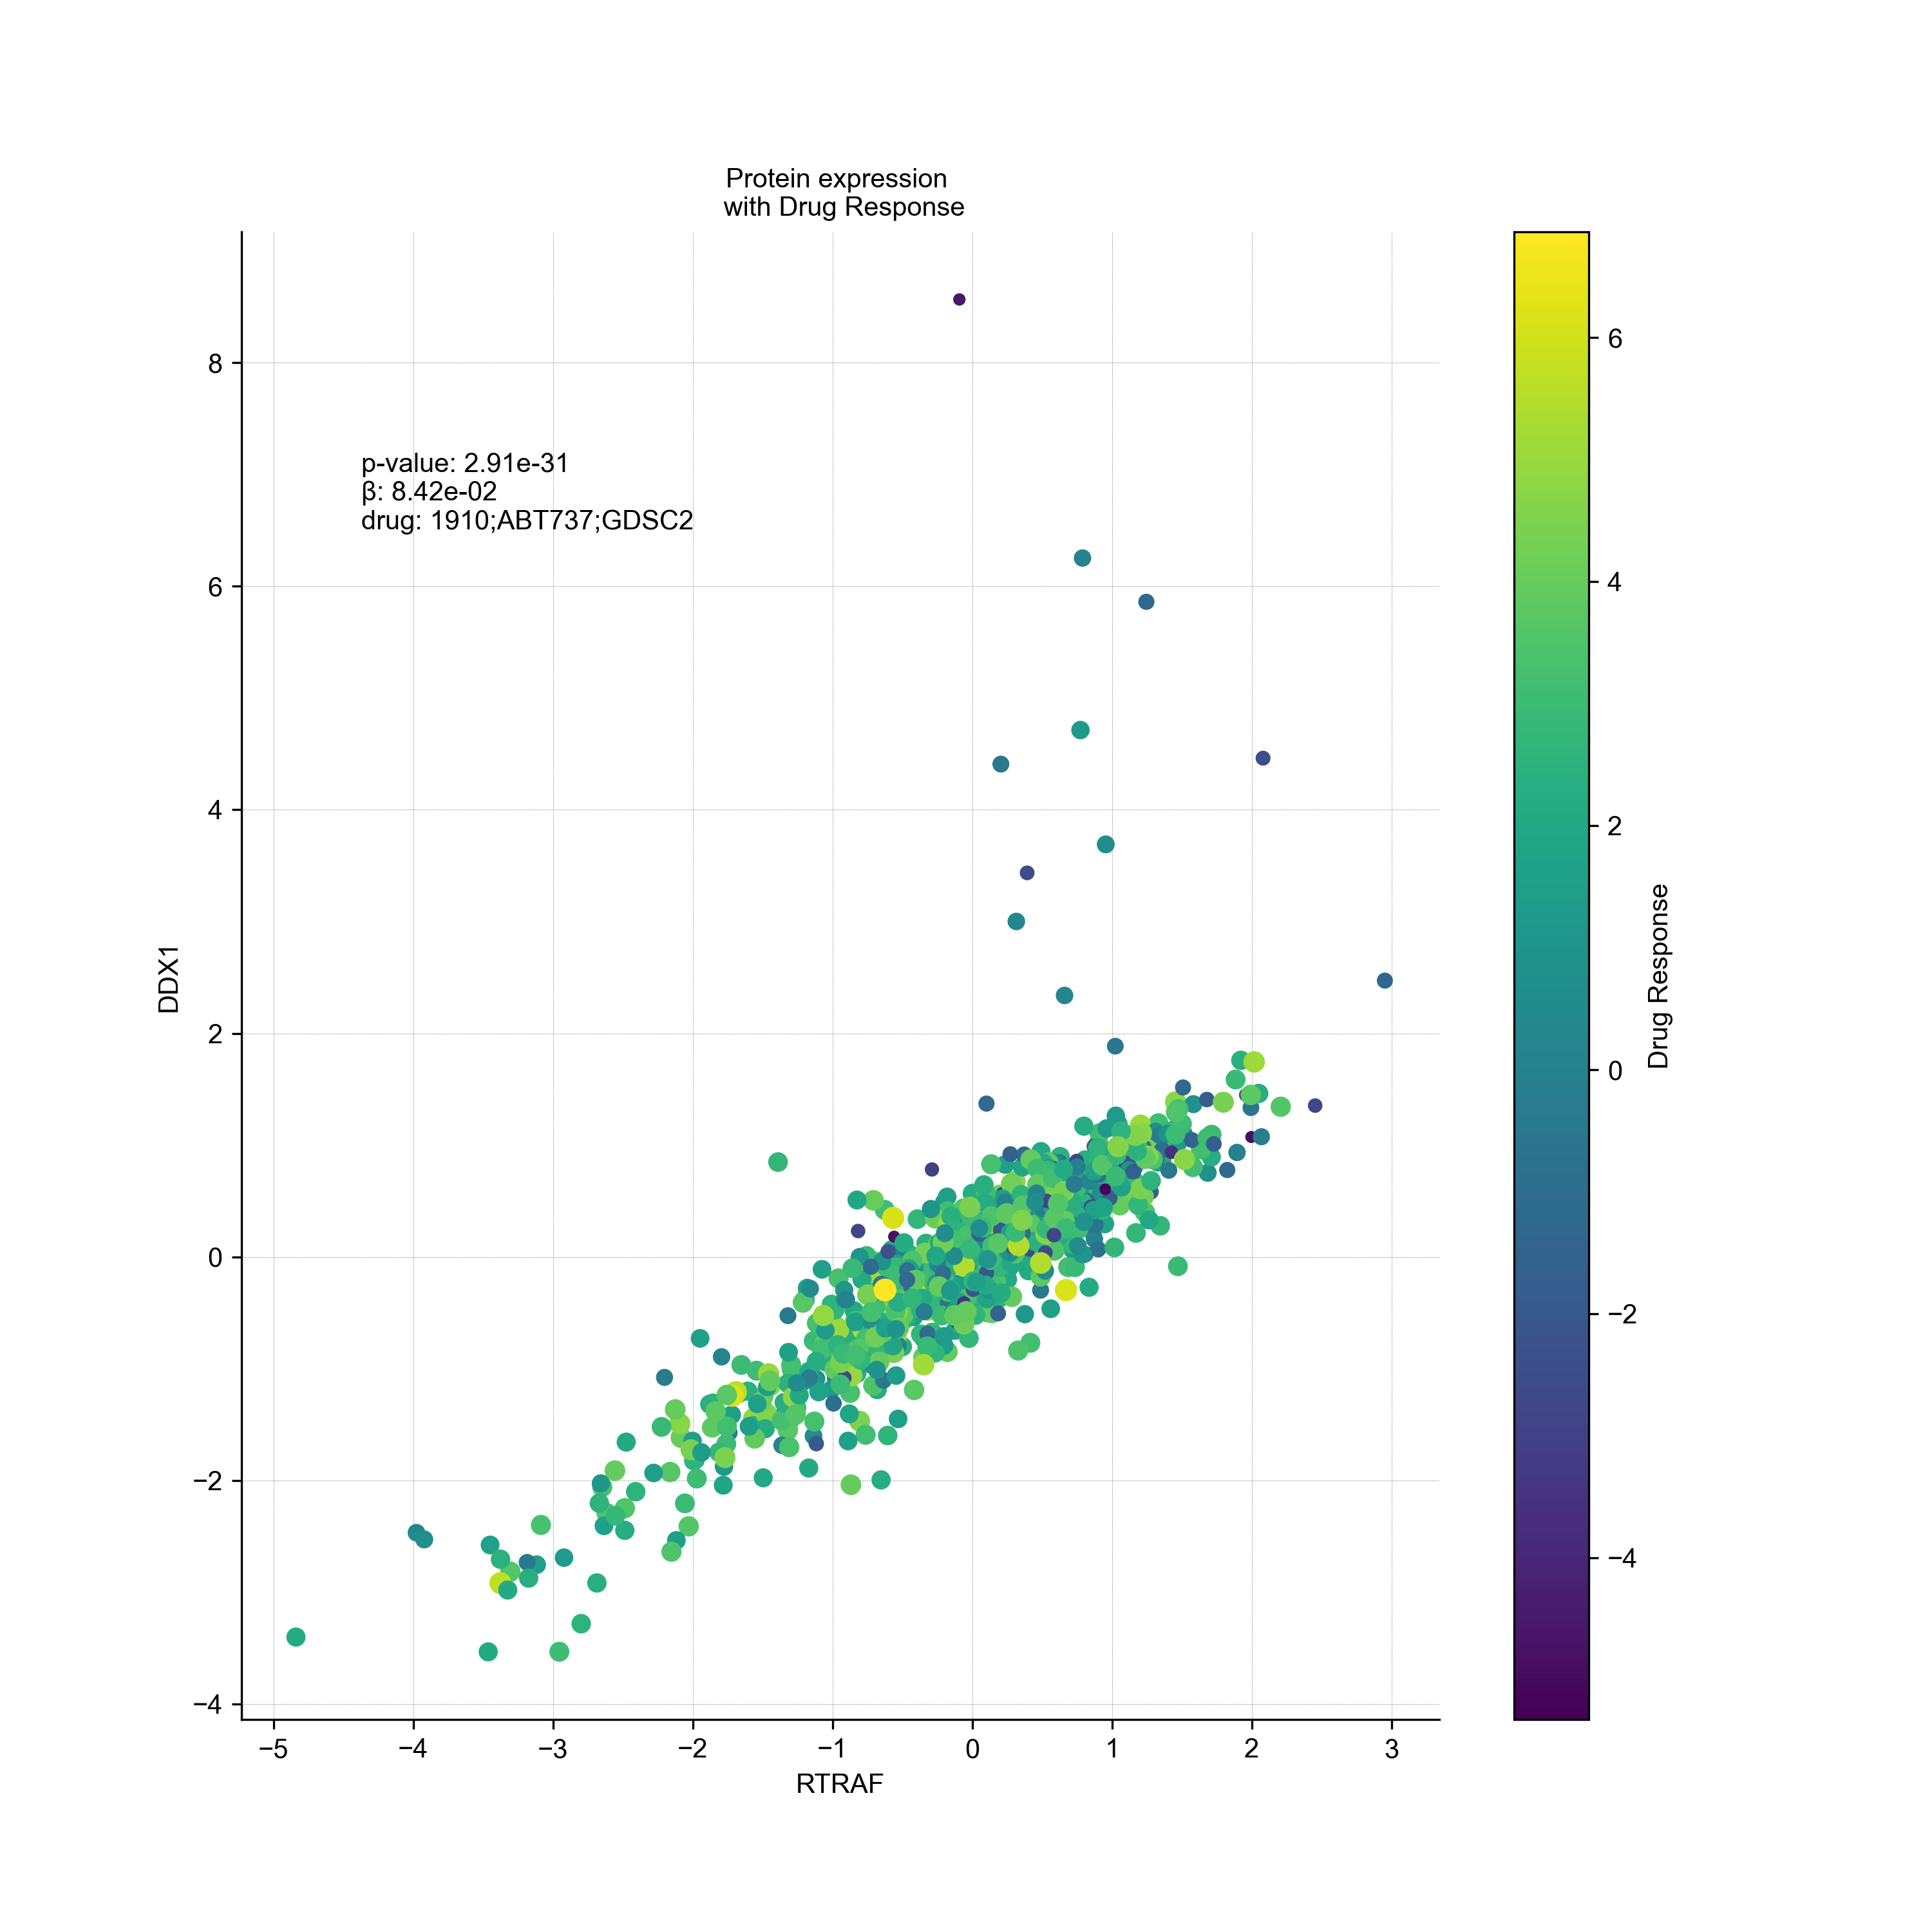 Protein expression
with Drug Response
p-value: 2.91e-31
β: 8.42e-02
drug: 1910;ABT737;GDSC2
8
6
4
2
0
−2
−4
DDX1
−5
−4
−3
−2
−1
0
1
2
3
RTRAF
6
4
2
0
−2
−4
Drug Response